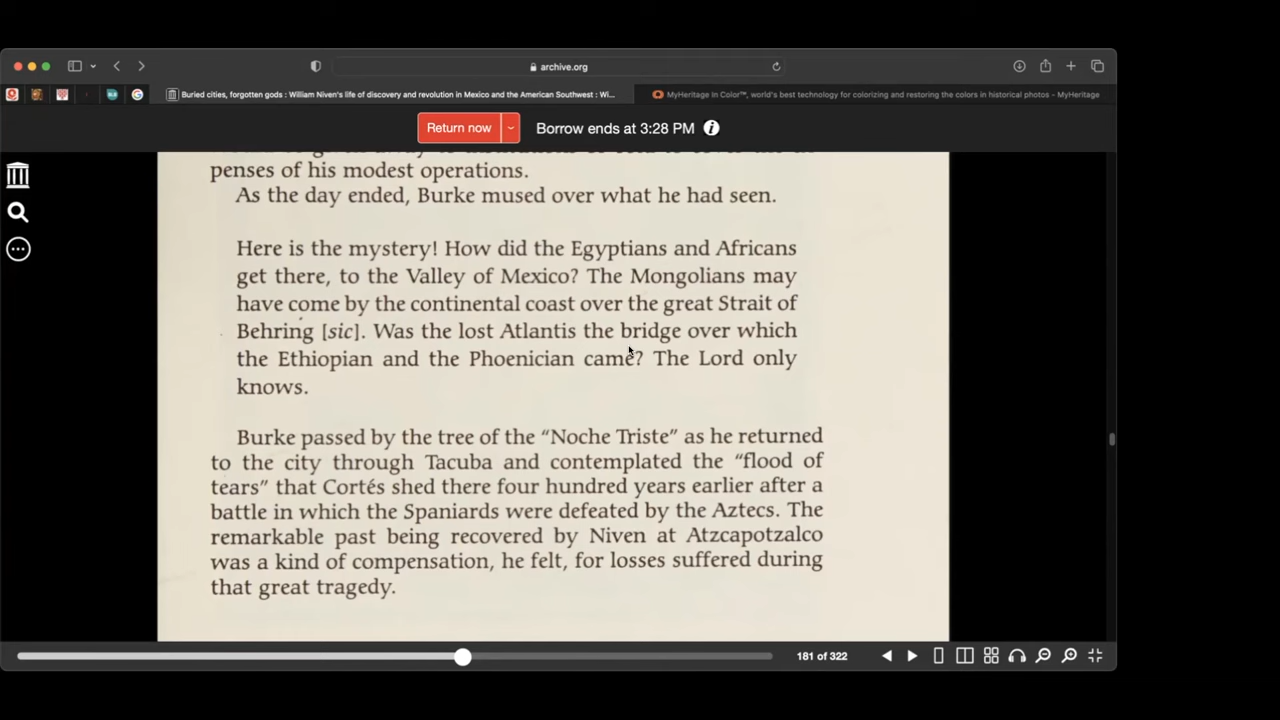 archive.org
Buried cities, forgotten gods : William Niven's life of discovery and revolution in Mexico and the American Southwest : Wi...
MyHeritage In Color™, world's best technology for colorizing and restoring the colors in historical photos - MyHeritage
Return now
Borrow ends at 3:28 PM
penses of his modest operations.
As the day ended, Burke mused over what he had seen.
Here is the mystery! How did the Egyptians and Africans
get there, to the Valley of Mexico? The Mongolians may
have come by the continental coast over the great Strait of
Behring [sic]. Was the lost Atlantis the bridge over which
the Ethiopian and the Phoenician came? The Lord only
knows.
Burke passed by the tree of the “Noche Triste” as he returned
to the city through Tacuba and contemplated the “flood of
tears” that Cortés shed there four hundred years earlier after a
battle in which the Spaniards were defeated by the Aztecs. The
remarkable past being recovered by Niven at Atzcapotzalco
was a kind of compensation, he felt, for losses suffered during
that great tragedy.
181 of 322